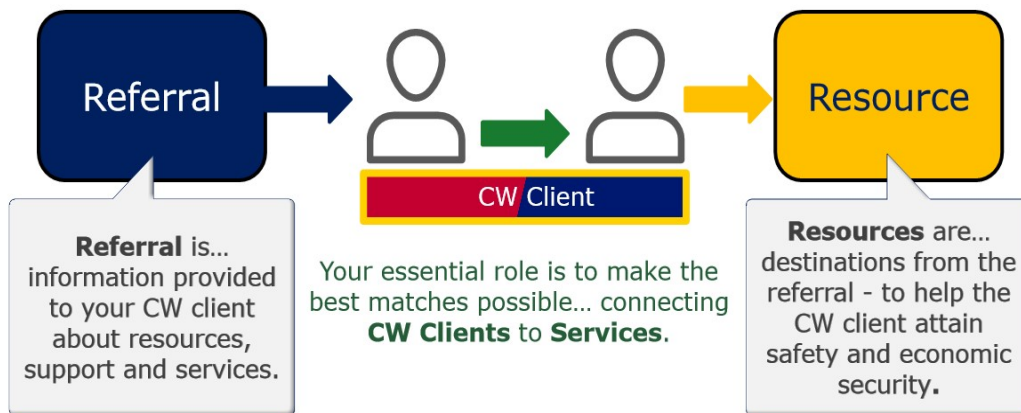 Referral
CW Client
Resource
Referral is...
information provided
to your CW client
about resources,
support and services.
Your essential role is to make the
best matches possible... connecting
CW Clients to Services.
Resources are...
destinations from the
referral - to help the
CW client attain
safety and economic
security.